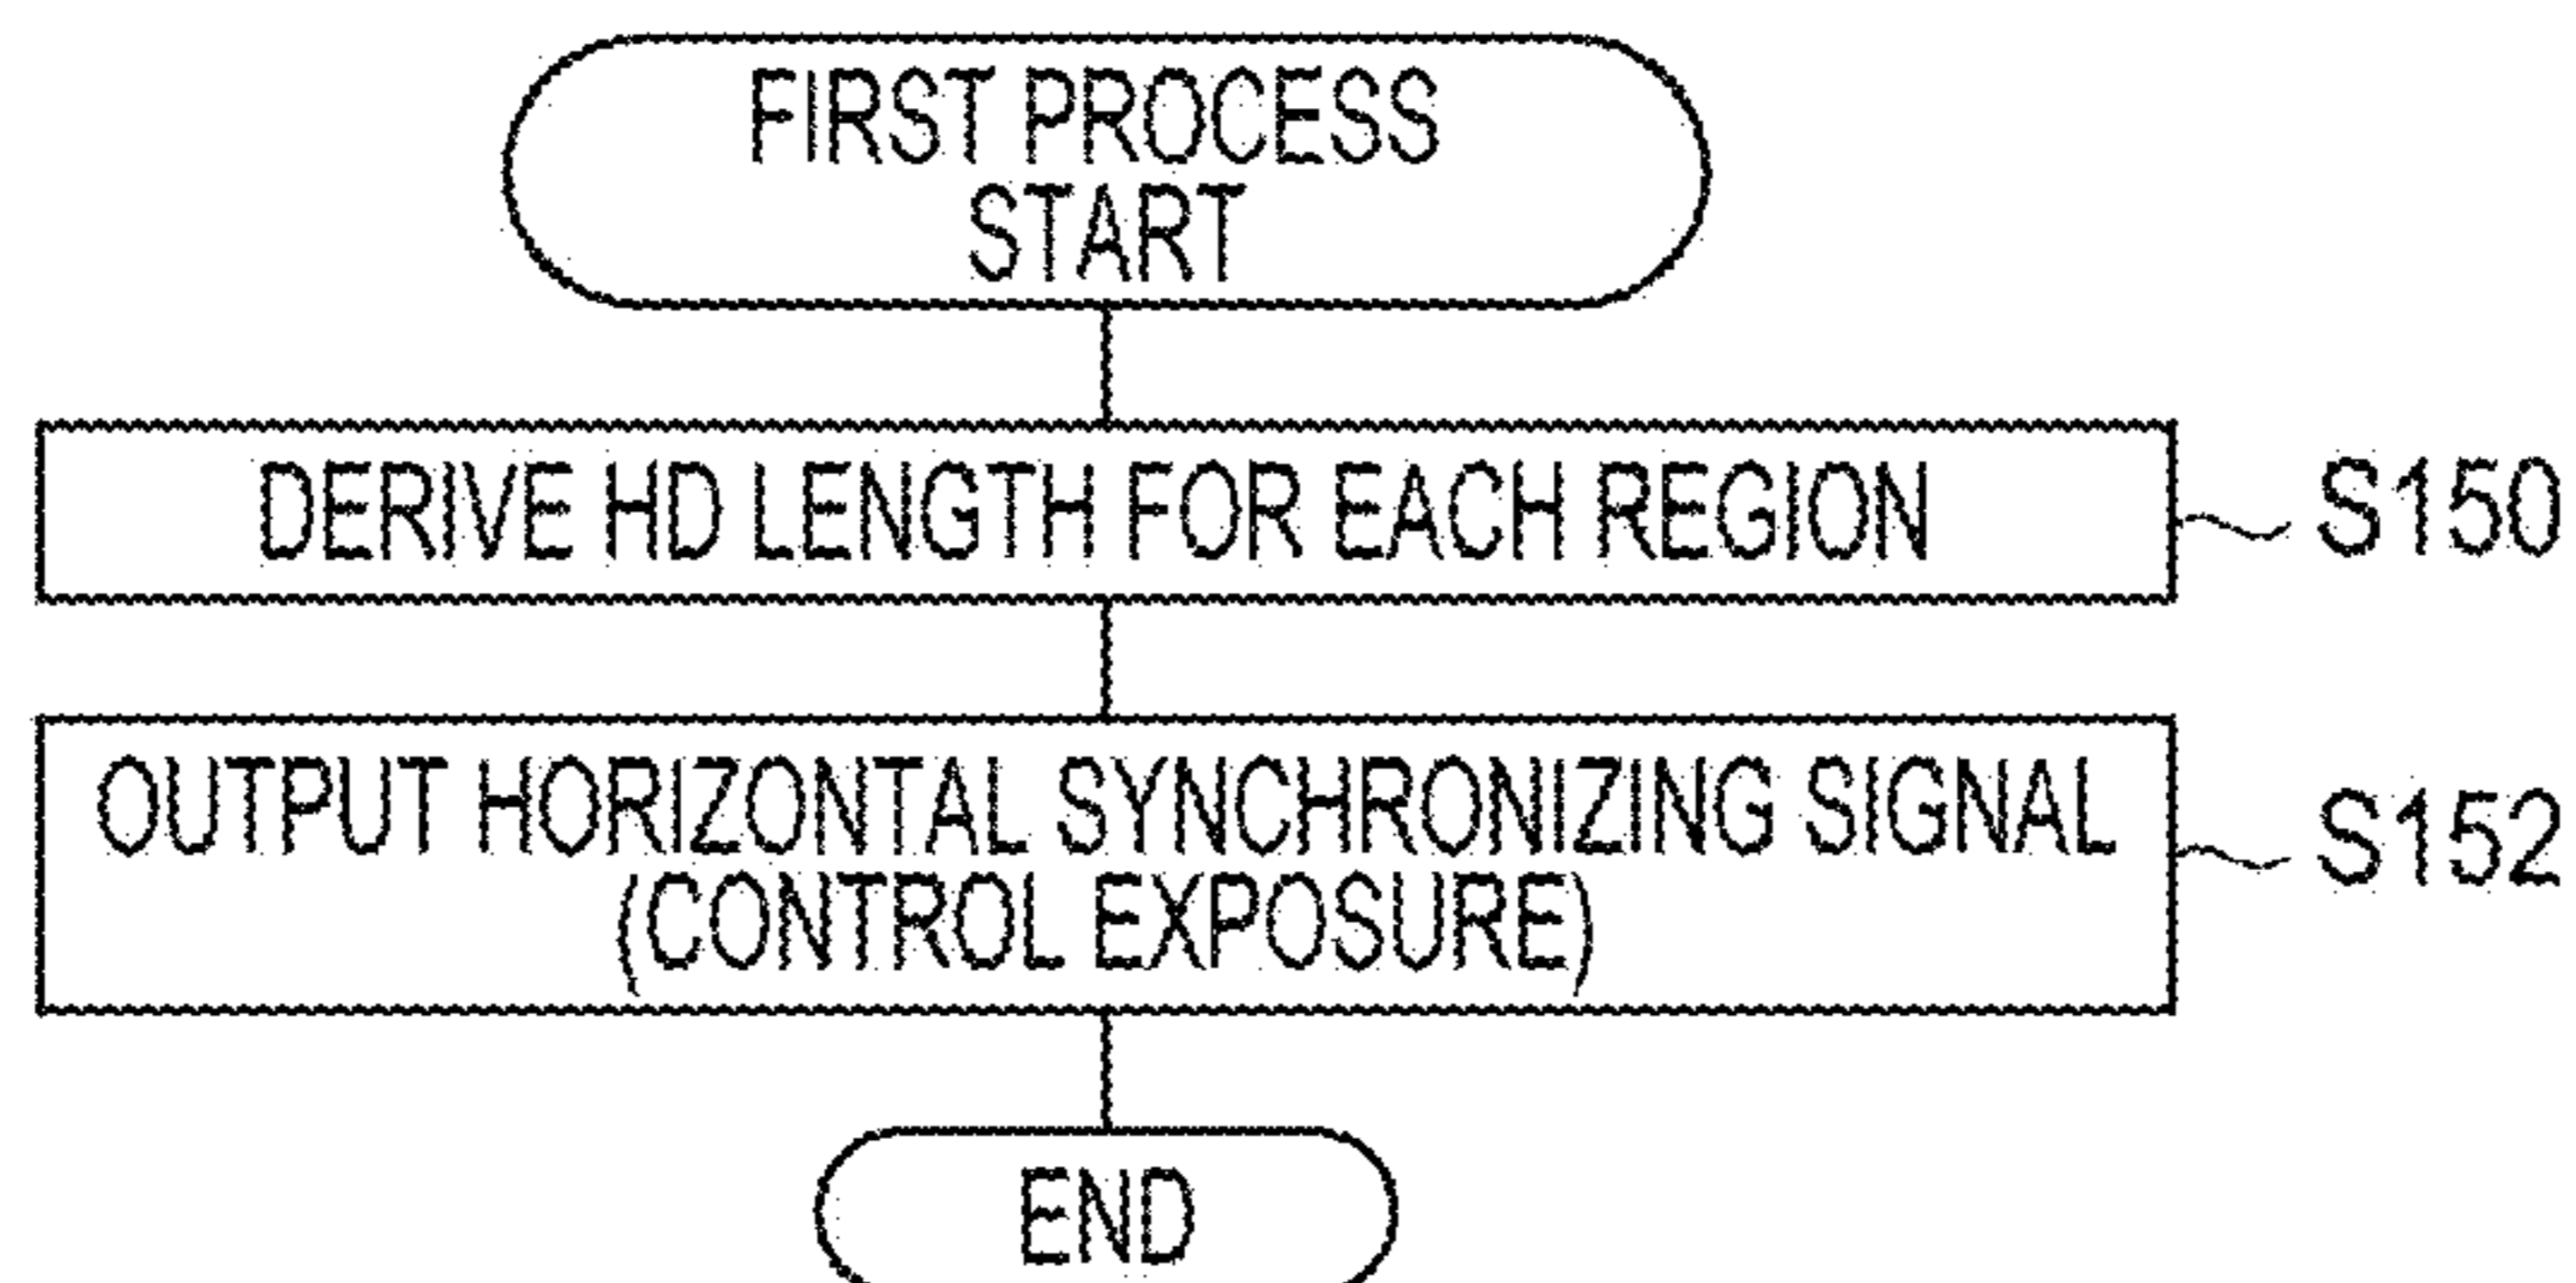 FIRST PROCESS
START
DERIVE HD LENGTH FOR EACH REGION
S150
OUTPUT HORIZONTAL SYNCHRONIZING SIGNAL
(CONTROL EXPOSURE)
S152
END